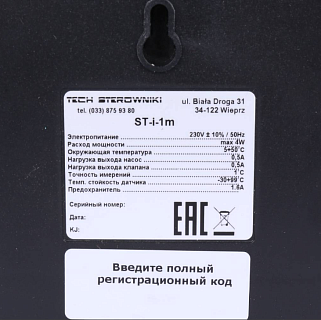 TECH STEROWNIKI
ul. Biała Droga 31
tel. (033) 875 93 80
34-122 Wieprz
ST-i-1m
Электропитание 230V ± 10% / 50Hz
Расход мощности max 4W
Окружающая температура 5÷50°C
Нагрузка выхода насос 0,5A
Нагрузка выхода клапана 0,5A
Точность измерений 1°C
Темп. стойкость датчика -30÷99°C
Предохранитель 1.6A
Серийный номер:
Дата:
KJ:
EAC
Введите полный
регистрационный код